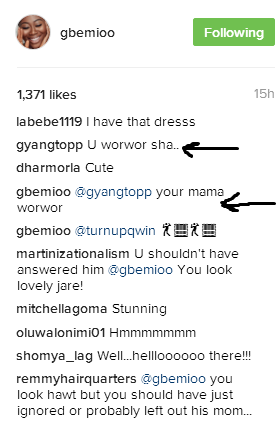 gbemioo
Following
1,371 likes 15h
labebe1119 I have that dresss
gyangtopp U worwor sha..
dharmorla Cute
gbemioo @gyangtopp your mama
worwor
gbemioo @turnupqwin
martinizationalism U shouldn't have
answered him @gbemioo You look
lovely jare!
mitchellagoma Stunning
oluwalonimi01 Hmmmmmmm
shomya_lag Well...hellloooooo there!!!
remmyhairquarters @gbemioo you
look hawt but you should have just
ignored or probably left out his mom...